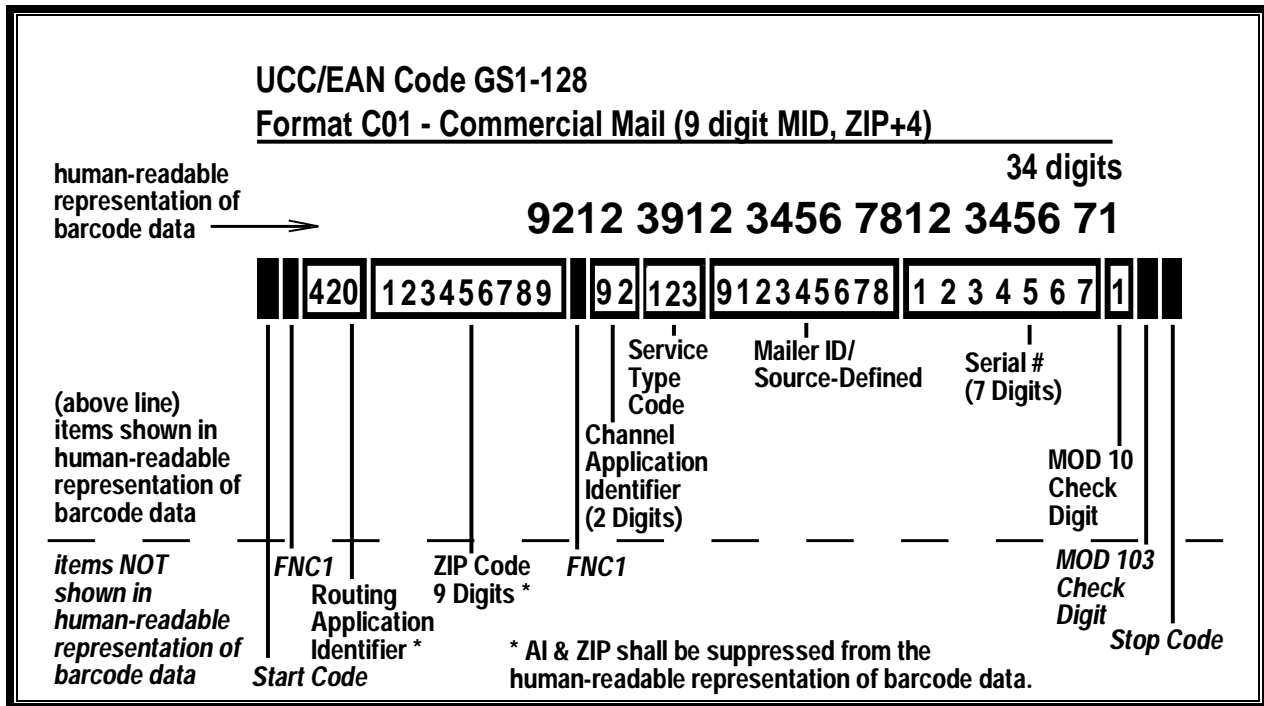 UCC/EAN Code GS1-128
Format C01 - Commercial Mail (9 digit MID, ZIP+4)
34 digits
human-readable
representation of
barcode data
9212 3912 3456 7812 3456 71
420 123456789 92 123 912345678 1 2 3 4 5 6 7 1
Service
Type
Code
Mailer ID/
Source-Defined
Serial #
(7 Digits)
(above line)
items shown in
human-readable
representation of
barcode data
Channel
Application
Identifier
(2 Digits)
MOD 10
Check
Digit
items NOT
shown in
human-readable
representation of
barcode data
FNC1
Routing
Application
Identifier *
Start Code
ZIP Code
9 Digits *
FNC1
MOD 103
Check
Digit
Stop Code
* AI & ZIP shall be suppressed from the
human-readable representation of barcode data.